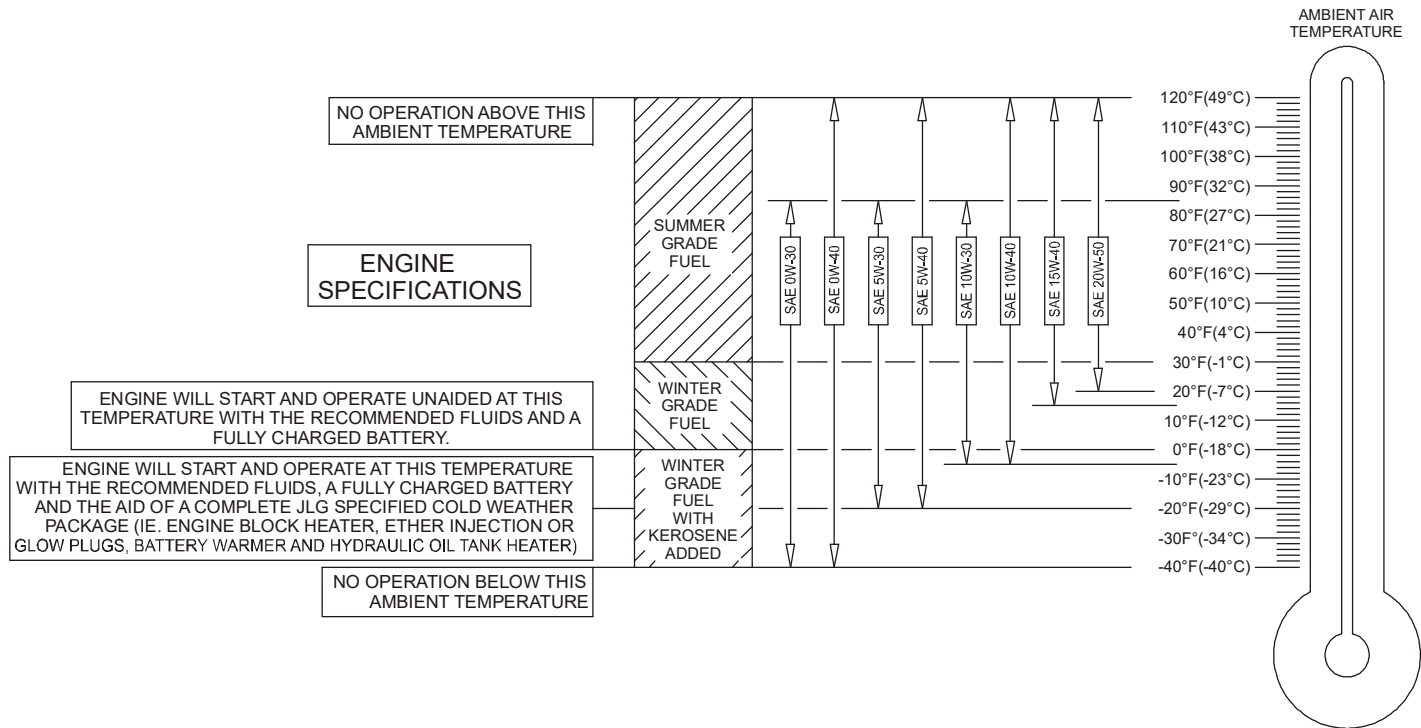 AMBIENT AIR
TEMPERATURE
NO OPERATION ABOVE THIS
AMBIENT TEMPERATURE
ENGINE
SPECIFICATIONS
ENGINE WILL START AND OPERATE UNAIDED AT THIS
TEMPERATURE WITH THE RECOMMENDED FLUIDS AND A
FULLY CHARGED BATTERY.
ENGINE WILL START AND OPERATE AT THIS TEMPERATURE
WITH THE RECOMMENDED FLUIDS, A FULLY CHARGED BATTERY
AND THE AID OF A COMPLETE JLG SPECIFIED COLD WEATHER
PACKAGE (IE. ENGINE BLOCK HEATER, ETHER INJECTION OR
GLOW PLUGS, BATTERY WARMER AND HYDRAULIC OIL TANK HEATER)
NO OPERATION BELOW THIS
AMBIENT TEMPERATURE
SUMMER
GRADE
FUEL
WINTER
GRADE
FUEL
WINTER
GRADE
FUEL
WITH
KEROSENE
ADDED
SAE 0W-30
SAE 0W-40
SAE 5W-30
SAE 5W-40
SAE 10W-30
SAE 10W-40
SAE 15W-40
SAE 20W-50
120°F(49°C)
110°F(43°C)
100°F(38°C)
90°F(32°C)
80°F(27°C)
70°F(21°C)
60°F(16°C)
50°F(10°C)
40°F(4°C)
30°F(-1°C)
20°F(-7°C)
10°F(-12°C)
0°F(-18°C)
-10°F(-23°C)
-20°F(-29°C)
-30F°(-34°C)
-40°F(-40°C)